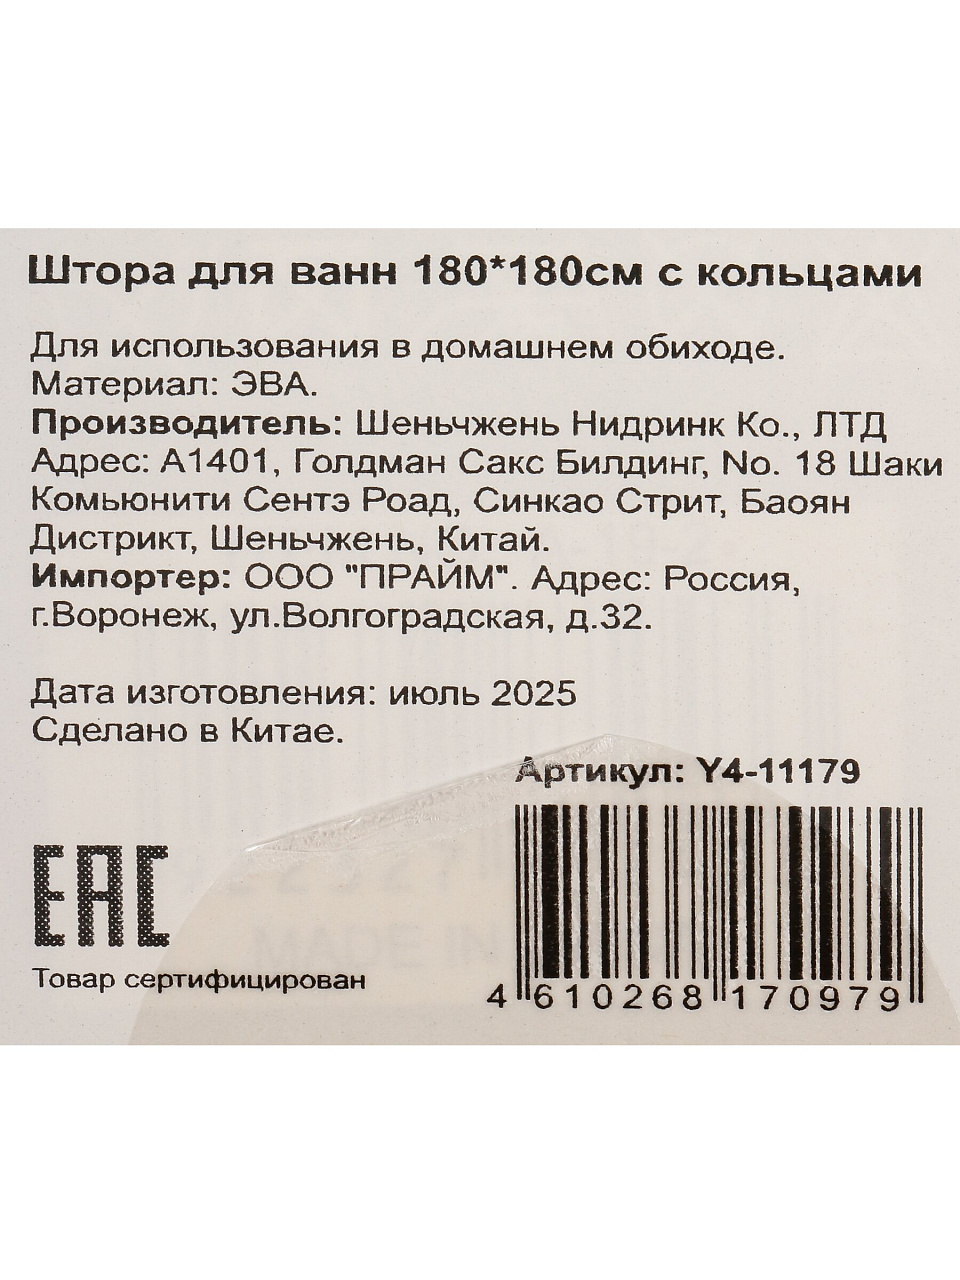 Штора для ванн 180*180см с кольцами
Для использования в домашнем обиходе.
Материал: ЭВА.
Производитель: Шеньчжень Нидринк Ко., ЛТД
Адрес: А1401, Голдман Сакс Билдинг, No. 18 Шаки
Комьюнити Сентэ Роад, Синкао Стрит, Баоян
Дистрикт, Шеньчжень, Китай.
Импортер: ООО "ПРАЙМ". Адрес: Россия,
г.Воронеж, ул.Волгоградская, д.32.
Дата изготовления: июль 2025
Сделано в Китае.
Артикул: Y4-11179
EAC
Товар сертифицирован
4 610268 170979